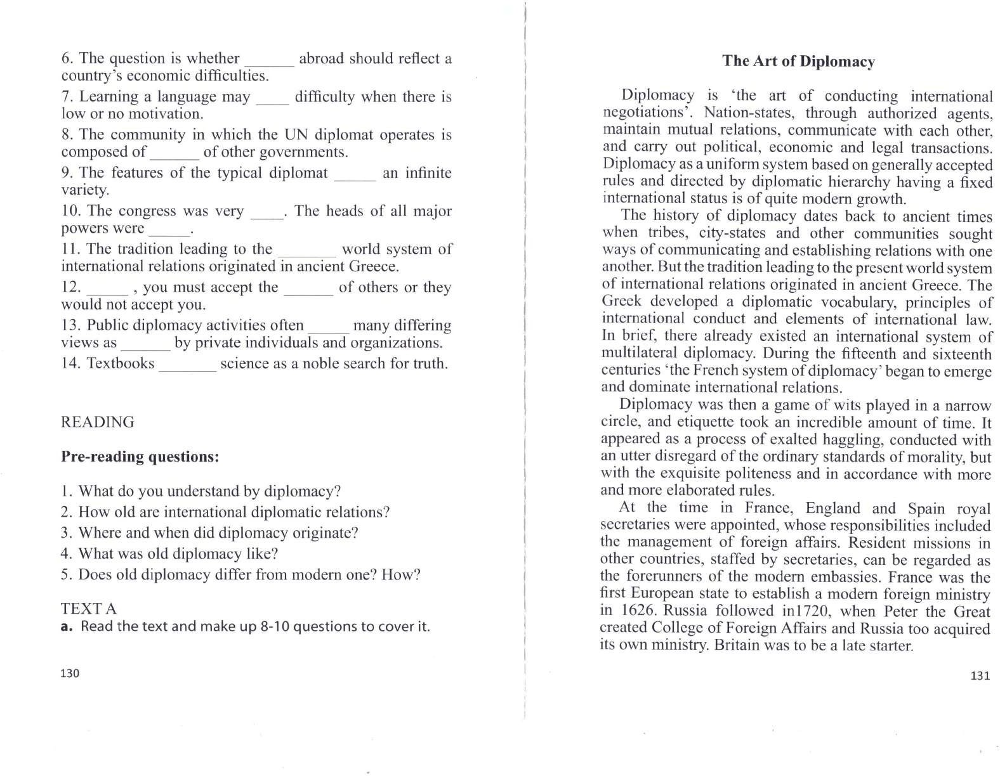 6. The question is whether ______ abroad should reflect a
country's economic difficulties.
7. Learning a language may ____ difficulty when there is
low or no motivation.
8. The community in which the UN diplomat operates is
composed of ______ of other governments.
9. The features of the typical diplomat _____ an infinite
variety.
10. The congress was very ____. The heads of all major
powers were _____.
11. The tradition leading to the _______ world system of
international relations originated in ancient Greece.
12. _____ , you must accept the ______ of others or they
would not accept you.
13. Public diplomacy activities often _____ many differing
views as ______ by private individuals and organizations.
14. Textbooks _______ science as a noble search for truth.
READING
Pre-reading questions:
1. What do you understand by diplomacy?
2. How old are international diplomatic relations?
3. Where and when did diplomacy originate?
4. What was old diplomacy like?
5. Does old diplomacy differ from modern one? How?
TEXT A
a. Read the text and make up 8-10 questions to cover it.
130
The Art of Diplomacy
Diplomacy is ‘the art of conducting international
negotiations’. Nation-states, through authorized agents,
maintain mutual relations, communicate with each other,
and carry out political, economic and legal transactions.
Diplomacy as a uniform system based on generally accepted
rules and directed by diplomatic hierarchy having a fixed
international status is of quite modern growth.
The history of diplomacy dates back to ancient times
when tribes, city-states and other communities sought
ways of communicating and establishing relations with one
another. But the tradition leading to the present world system
of international relations originated in ancient Greece. The
Greek developed a diplomatic vocabulary, principles of
international conduct and elements of international law.
In brief, there already existed an international system of
multilateral diplomacy. During the fifteenth and sixteenth
centuries ‘the French system of diplomacy’ began to emerge
and dominate international relations.
Diplomacy was then a game of wits played in a narrow
circle, and etiquette took an incredible amount of time. It
appeared as a process of exalted haggling, conducted with
an utter disregard of the ordinary standards of morality, but
with the exquisite politeness and in accordance with more
and more elaborated rules.
At the time in France, England and Spain royal
secretaries were appointed, whose responsibilities included
the management of foreign affairs. Resident missions in
other countries, staffed by secretaries, can be regarded as
the forerunners of the modern embassies. France was the
first European state to establish a modern foreign ministry
in 1626. Russia followed in1720, when Peter the Great
created College of Foreign Affairs and Russia too acquired
its own ministry. Britain was to be a late starter.
131